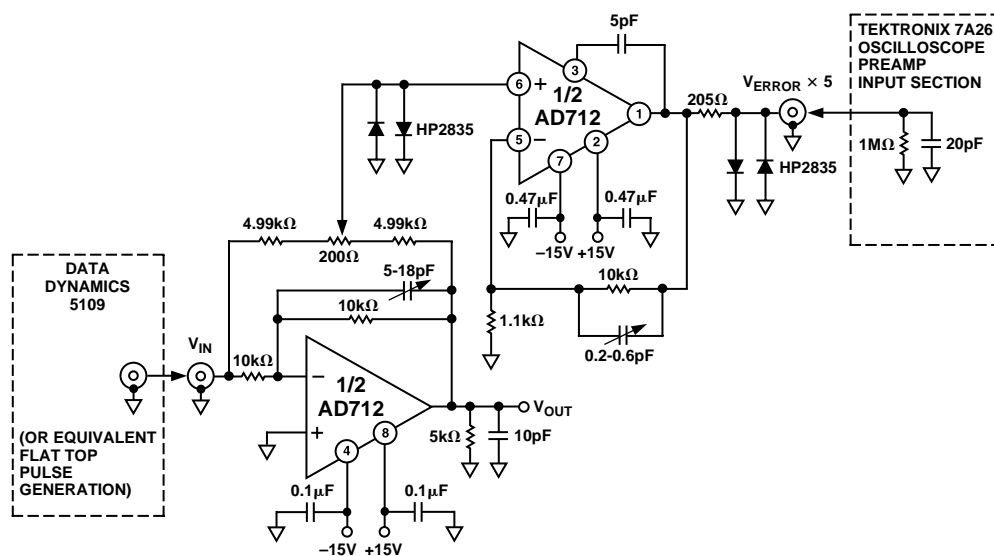 5pF
TEKTRONIX 7A26
OSCILLOSCOPE
PREAMP
INPUT SECTION
VERROR × 5
6
+
3
1/2
AD712
1
5
−
2
7
205Ω
HP2835
HP2835
1MΩ
20pF
0.47µF
0.47µF
–15V
+15V
4.99kΩ
200Ω
4.99kΩ
5-18pF
10kΩ
10kΩ
1.1kΩ
0.2-0.6pF
DATA
DYNAMICS
5109
VIN
10kΩ
−
1/2
AD712
+
4
8
VOUT
5kΩ
10pF
(OR EQUIVALENT
FLAT TOP
PULSE
GENERATION)
0.1µF
0.1µF
–15V
+15V